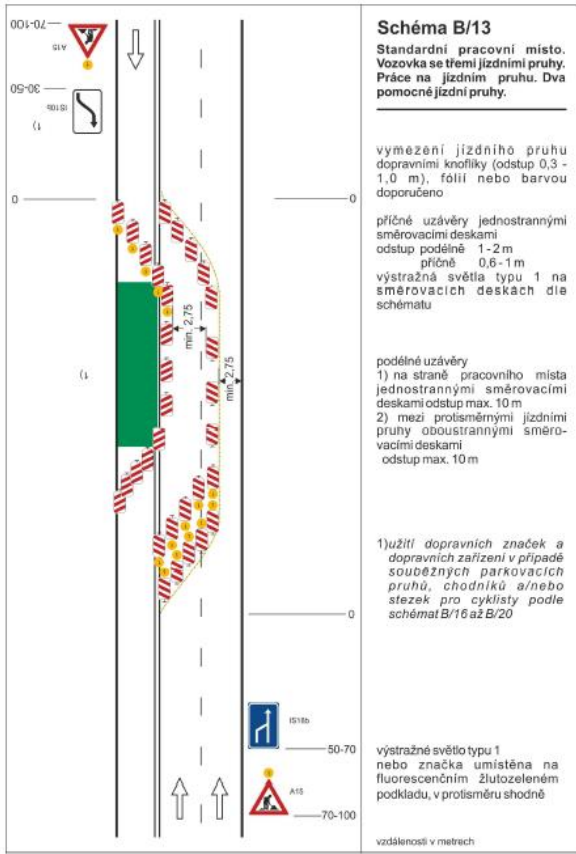 Schéma B/13
Standardní pracovní místo.
Vozovka se třemi jízdními pruhy.
Práce na jízdním pruhu. Dva
pomocné jízdní pruhy.
vymezení jízdního pruhu
dopravními knoflíky (odstup 0,3 -
1,0 m), fólií nebo barvou
doporučeno
příčné uzávěry jednostrannými
směrovacími deskami
odstup podélně 1-2 m
příčně 0,6-1 m
výstražná světla typu 1 na
směrovacích deskách dle
schématu
podélné uzávěry
1) na straně pracovního místa
jednostrannými směrovacími
deskami odstup max. 10 m
2) mezi protisměrnými jízdními
pruhy oboustrannými směro-
vacími deskami
odstup max. 10 m
1)užití dopravních značek a
dopravních zařízení v případě
souběžných parkovacích
pruhů, chodníků a/nebo
stezek pro cyklisty podle
schémat B/16 až B/20
výstražné světlo typu 1
nebo značka umístěna na
fluorescenčním žlutozeleném
podkladu, v protisměru shodně
vzdálenosti v metrech
70-100
A15
30-50
IS10b
1)
0
0
min. 2,75
min. 2,75
1)
0
IS18b
50-70
A15
70-100